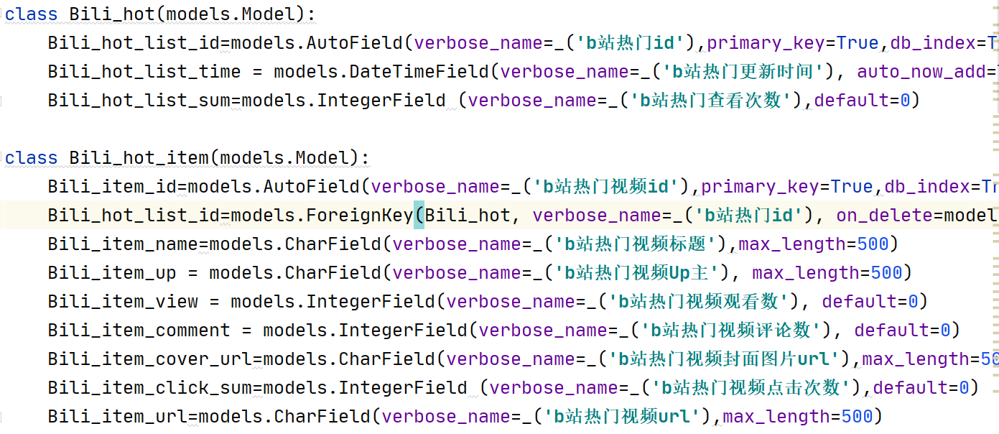 class Bili_hot(models.Model):
Bili_hot_list_id=models.AutoField(verbose_name=_('b站热门id'),primary_key=True,db_index=T
Bili_hot_list_time = models.DateTimeField(verbose_name=_('b站热门更新时间'), auto_now_add=
Bili_hot_list_sum=models.IntegerField (verbose_name=_('b站热门查看次数'),default=0)
class Bili_hot_item(models.Model):
Bili_item_id=models.AutoField(verbose_name=_('b站热门视频id'),primary_key=True,db_index=Tr
Bili_hot_list_id=models.ForeignKey(Bili_hot, verbose_name=_('b站热门id'), on_delete=model
Bili_item_name=models.CharField(verbose_name=_('b站热门视频标题'),max_length=500)
Bili_item_up = models.CharField(verbose_name=_('b站热门视频Up主'), max_length=500)
Bili_item_view = models.IntegerField(verbose_name=_('b站热门视频观看数'), default=0)
Bili_item_comment = models.IntegerField(verbose_name=_('b站热门视频评论数'), default=0)
Bili_item_cover_url=models.CharField(verbose_name=_('b站热门视频封面图片url'),max_length=50
Bili_item_click_sum=models.IntegerField (verbose_name=_('b站热门视频点击次数'),default=0)
Bili_item_url=models.CharField(verbose_name=_('b站热门视频url'),max_length=500)